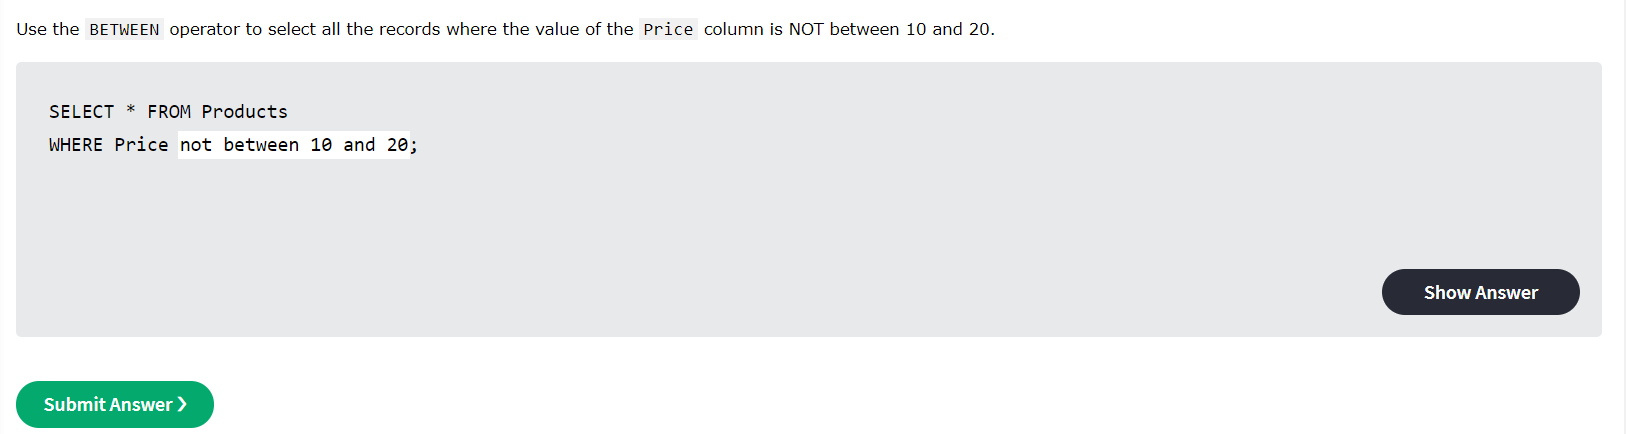 Use the BETWEEN operator to select all the records where the value of the Price column is NOT between 10 and 20.
SELECT * FROM Products
WHERE Price not between 10 and 20;
Show Answer
Submit Answer ❯